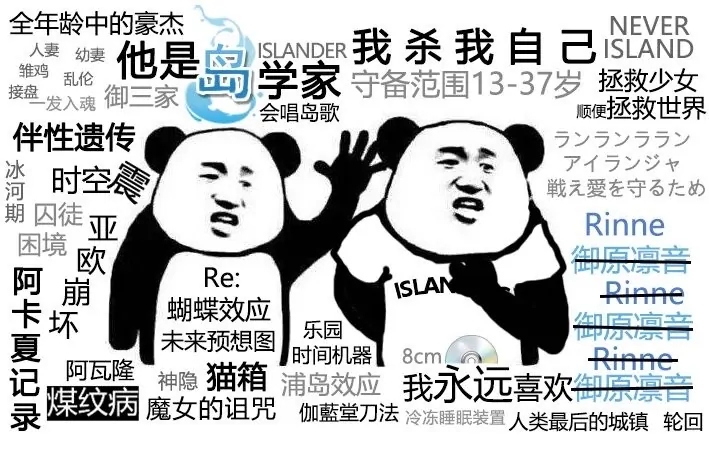 全年龄中的豪杰
人妻 幼妻
雏鸡 乱伦
接盘 一发入魂 御三家
他是岛学家
ISLANDER
会唱岛歌
我杀我自己
NEVER
ISLAND
守备范围13-37岁
拯救少女
顺便拯救世界
伴性遗传
冰河期
时空震
囚徒
困境
亚欧崩坏
阿卡夏记录
ランランララン
アイランジャ
戦え愛を守るため
Rinne
御原凛音
Rinne
御原凛音
Rinne
我永远喜欢御原凛音
ISLAN
Re:
蝴蝶效应
未来预想图
乐园
时间机器
8cm
阿瓦隆
神隐 猫箱 浦岛效应
煤纹病 魔女的诅咒 伽藍堂刀法
冷冻睡眠装置 人类最后的城镇 轮回